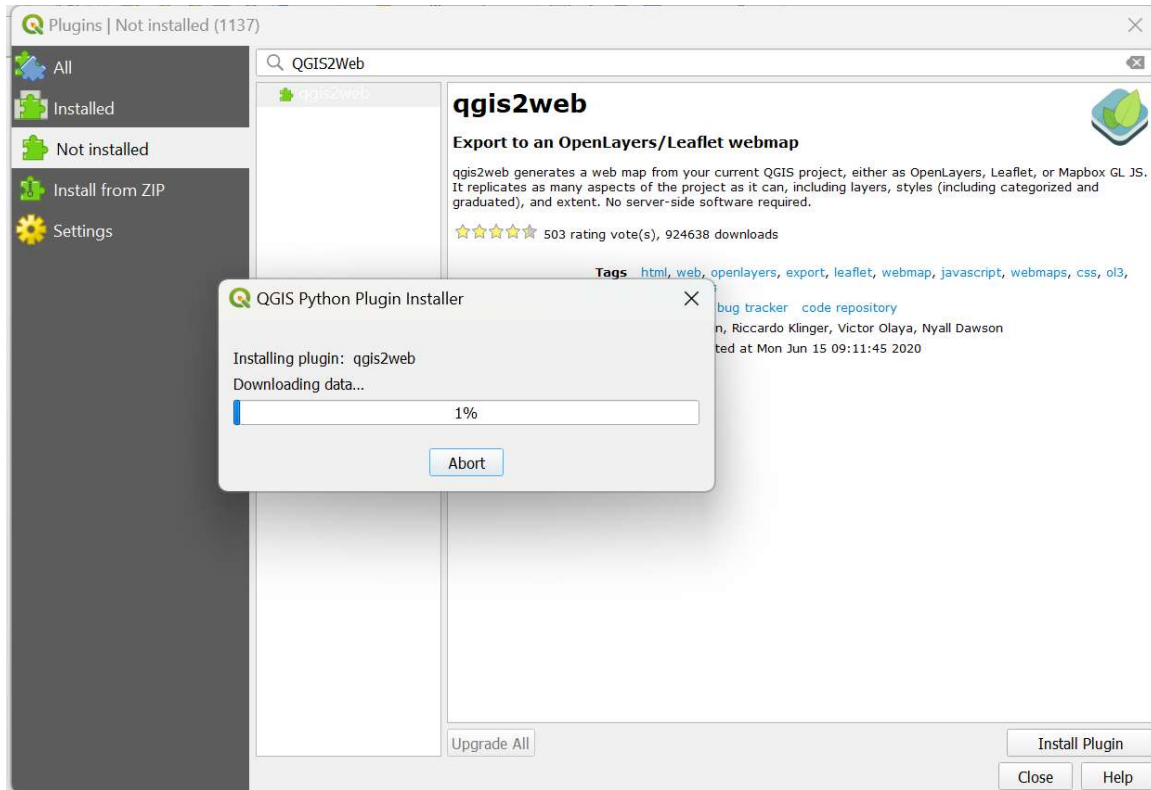 Plugins | Not installed (1137)
All
Installed
Not installed
Install from ZIP
Settings
QGIS2Web
qgis2web
qgis2web
Export to an OpenLayers/Leaflet webmap
qgis2web generates a web map from your current QGIS project, either as OpenLayers, Leaflet, or Mapbox GL JS.
It replicates as many aspects of the project as it can, including layers, styles (including categorized and
graduated), and extent. No server-side software required.
503 rating vote(s), 924638 downloads
Tags html, web, openlayers, export, leaflet, webmap, javascript, webmaps, css, ol3,
bug tracker code repository
Riccardo Klinger, Victor Olaya, Nyall Dawson
at Mon Jun 15 09:11:45 2020
QGIS Python Plugin Installer
Installing plugin: qgis2web
Downloading data...
1%
Abort
Upgrade All
Install Plugin
Close
Help